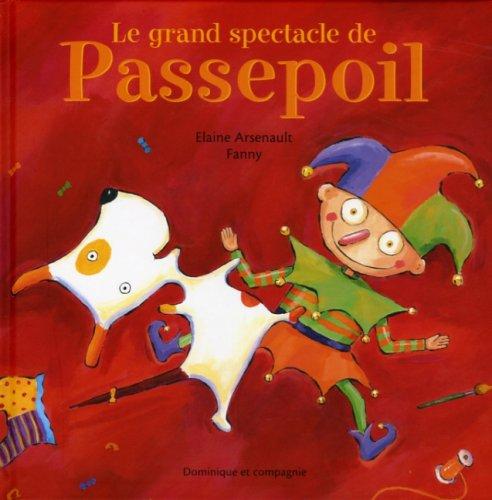 Le grand spectacle de
Passepoil
Elaine Arsenault
Fanny
Dominique et compagnie